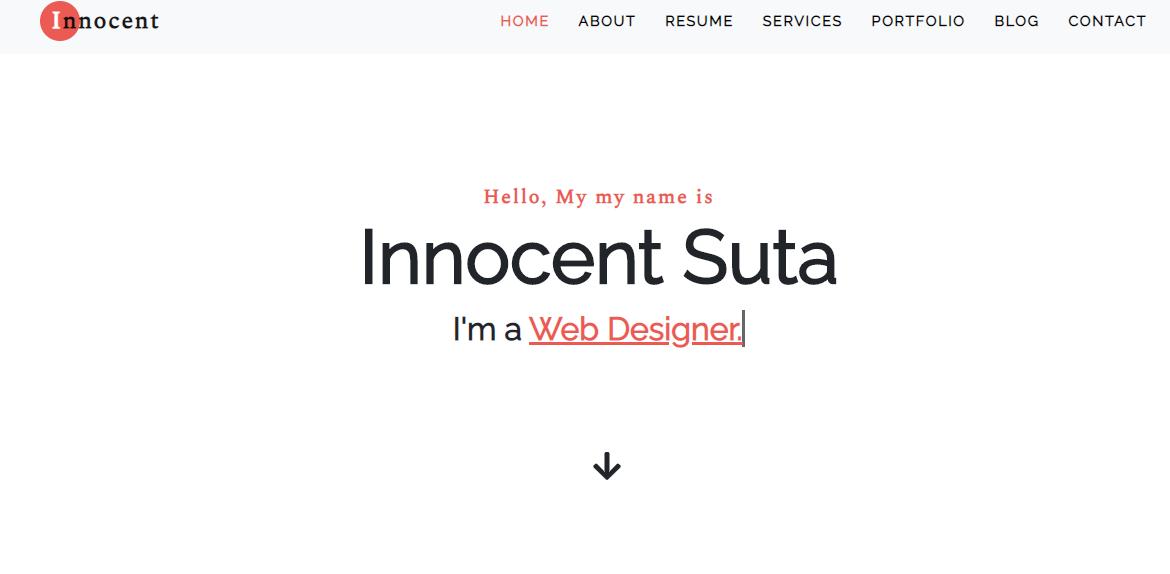 Innocent
HOME ABOUT RESUME SERVICES PORTFOLIO BLOG CONTACT
Hello, My my name is
Innocent Suta
I'm a Web Designer.